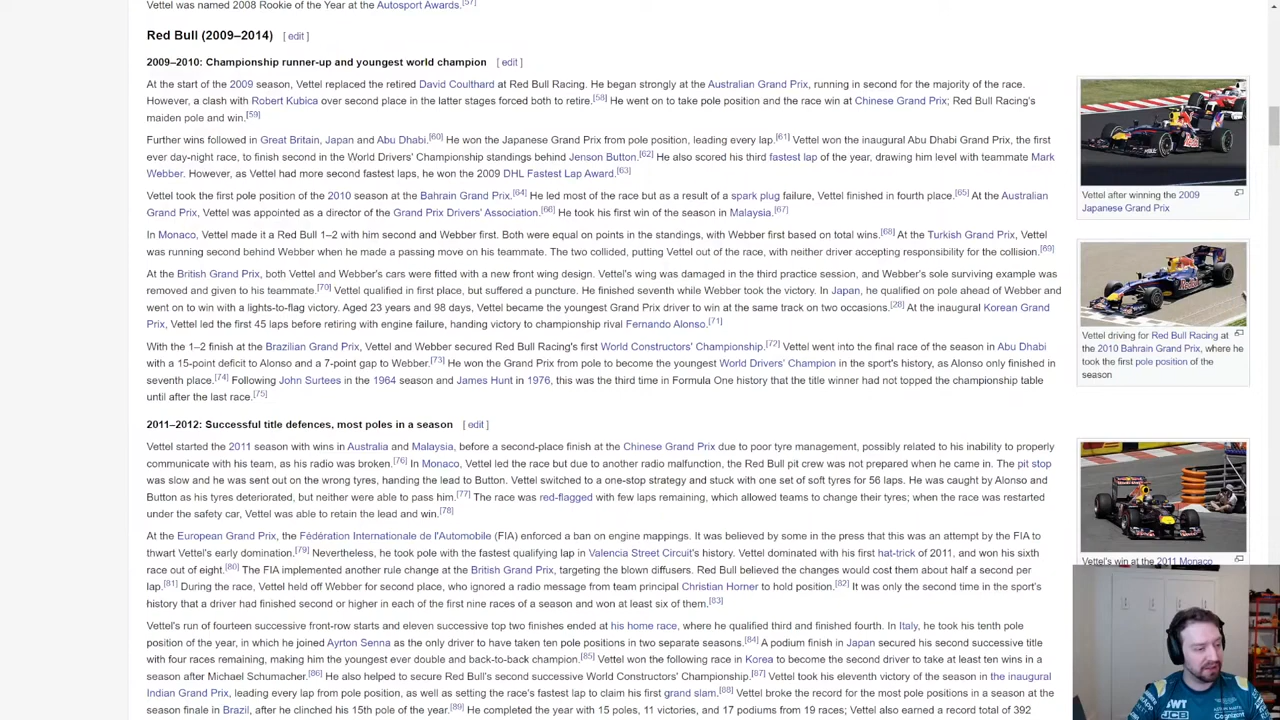 Vettel was named 2008 Rookie of the Year at the Autosport Awards.[57]
Red Bull (2009–2014) [ edit ]
2009–2010: Championship runner-up and youngest world champion [ edit ]
At the start of the 2009 season, Vettel replaced the retired David Coulthard at Red Bull Racing. He began strongly at the Australian Grand Prix, running in second for the majority of the race.
However, a clash with Robert Kubica over second place in the latter stages forced both to retire.[58] He went on to take pole position and the race win at Chinese Grand Prix; Red Bull Racing's
maiden pole and win.[59]
Further wins followed in Great Britain, Japan and Abu Dhabi.[60] He won the Japanese Grand Prix from pole position, leading every lap.[61] Vettel won the inaugural Abu Dhabi Grand Prix, the first
ever day-night race, to finish second in the World Drivers' Championship standings behind Jenson Button.[62] He also scored his third fastest lap of the year, drawing him level with teammate Mark
Webber. However, as Vettel had more second fastest laps, he won the 2009 DHL Fastest Lap Award.[63]
Vettel took the first pole position of the 2010 season at the Bahrain Grand Prix.[64] He led most of the race but as a result of a spark plug failure, Vettel finished in fourth place.[65] At the Australian
Grand Prix, Vettel was appointed as a director of the Grand Prix Drivers' Association.[66] He took his first win of the season in Malaysia.[67]
In Monaco, Vettel made it a Red Bull 1–2 with him second and Webber first. Both were equal on points in the standings, with Webber first based on total wins.[68] At the Turkish Grand Prix, Vettel
was running second behind Webber when he made a passing move on his teammate. The two collided, putting Vettel out of the race, with neither driver accepting responsibility for the collision.[69]
At the British Grand Prix, both Vettel and Webber's cars were fitted with a new front wing design. Vettel's wing was damaged in the third practice session, and Webber's sole surviving example was
removed and given to his teammate.[70] Vettel qualified in first place, but suffered a puncture. He finished seventh while Webber took the victory. In Japan, he qualified on pole ahead of Webber and
went on to win with a lights-to-flag victory. Aged 23 years and 98 days, Vettel became the youngest Grand Prix driver to win at the same track on two occasions.[28] At the inaugural Korean Grand
Prix, Vettel led the first 45 laps before retiring with engine failure, handing victory to championship rival Fernando Alonso.[71]
With the 1–2 finish at the Brazilian Grand Prix, Vettel and Webber secured Red Bull Racing's first World Constructors' Championship.[72] Vettel went into the final race of the season in Abu Dhabi
with a 15-point deficit to Alonso and a 7-point gap to Webber.[73] He won the Grand Prix from pole to become the youngest World Drivers' Champion in the sport's history, as Alonso only finished in
seventh place.[74] Following John Surtees in the 1964 season and James Hunt in 1976, this was the third time in Formula One history that the title winner had not topped the championship table
until after the last race.[75]
2011–2012: Successful title defences, most poles in a season [ edit ]
Vettel started the 2011 season with wins in Australia and Malaysia, before a second-place finish at the Chinese Grand Prix due to poor tyre management, possibly related to his inability to properly
communicate with his team, as his radio was broken.[76] In Monaco, Vettel led the race but due to another radio malfunction, the Red Bull pit crew was not prepared when he came in. The pit stop
was slow and he was sent out on the wrong tyres, handing the lead to Button. Vettel switched to a one-stop strategy and stuck with one set of soft tyres for 56 laps. He was caught by Alonso and
Button as his tyres deteriorated, but neither were able to pass him.[77] The race was red-flagged with few laps remaining, which allowed teams to change their tyres; when the race was restarted
under the safety car, Vettel was able to retain the lead and win.[78]
At the European Grand Prix, the Fédération Internationale de l'Automobile (FIA) enforced a ban on engine mappings. It was believed by some in the press that this was an attempt by the FIA to
thwart Vettel's early domination.[79] Nevertheless, he took pole with the fastest qualifying lap in Valencia Street Circuit's history. Vettel dominated with his first hat-trick of 2011, and won his sixth
race out of eight.[80] The FIA implemented another rule change at the British Grand Prix, targeting the blown diffusers. Red Bull believed the changes would cost them about half a second per
lap.[81] During the race, Vettel held off Webber for second place, who ignored a radio message from team principal Christian Horner to hold position.[82] It was only the second time in the sport's
history that a driver had finished second or higher in each of the first nine races of a season and won at least six of them.[83]
Vettel's run of fourteen successive front-row starts and eleven successive top two finishes ended at his home race, where he qualified third and finished fourth. In Italy, he took his tenth pole
position of the year, in which he joined Ayrton Senna as the only driver to have taken ten pole positions in two separate seasons.[84] A podium finish in Japan secured his second successive title
with four races remaining, making him the youngest ever double and back-to-back champion.[85] Vettel won the following race in Korea to become the second driver to take at least ten wins in a
season after Michael Schumacher.[86] He also helped to secure Red Bull's second successive World Constructors' Championship.[87] Vettel took his eleventh victory of the season in the inaugural
Indian Grand Prix, leading every lap from pole position, as well as setting the race's fastest lap to claim his first grand slam.[88] Vettel broke the record for the most pole positions in a season at the
season finale in Brazil, after he clinched his 15th pole of the year.[89] He completed the year with 15 poles, 11 victories, and 17 podiums from 19 races; Vettel also earned a record total of 392
Vettel after winning the 2009
Japanese Grand Prix
Vettel driving for Red Bull Racing at
the 2010 Bahrain Grand Prix, where he
took the first pole position of the
season
Vettel's win at the 2011 Monaco
JCB
Cognizant